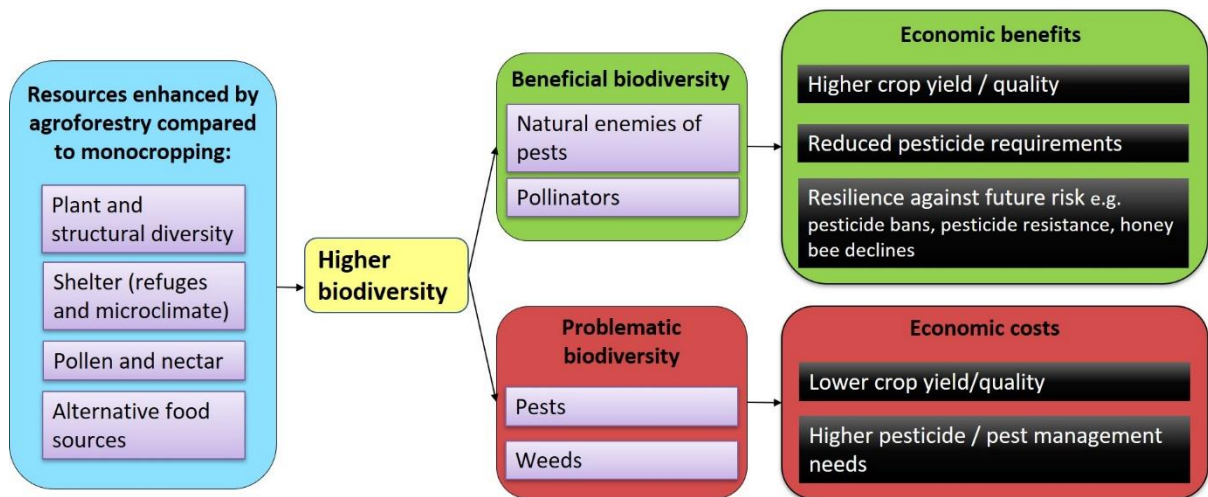 Resources enhanced by
agroforestry compared
to monocropping:
Plant and
structural diversity
Shelter (refuges
and microclimate)
Pollen and nectar
Alternative food
sources
Higher
biodiversity
Beneficial biodiversity
Natural enemies of
pests
Pollinators
Economic benefits
Higher crop yield / quality
Reduced pesticide requirements
Resilience against future risk e.g.
pesticide bans, pesticide resistance, honey
bee declines
Problematic
biodiversity
Pests
Weeds
Economic costs
Lower crop yield/quality
Higher pesticide / pest management
needs